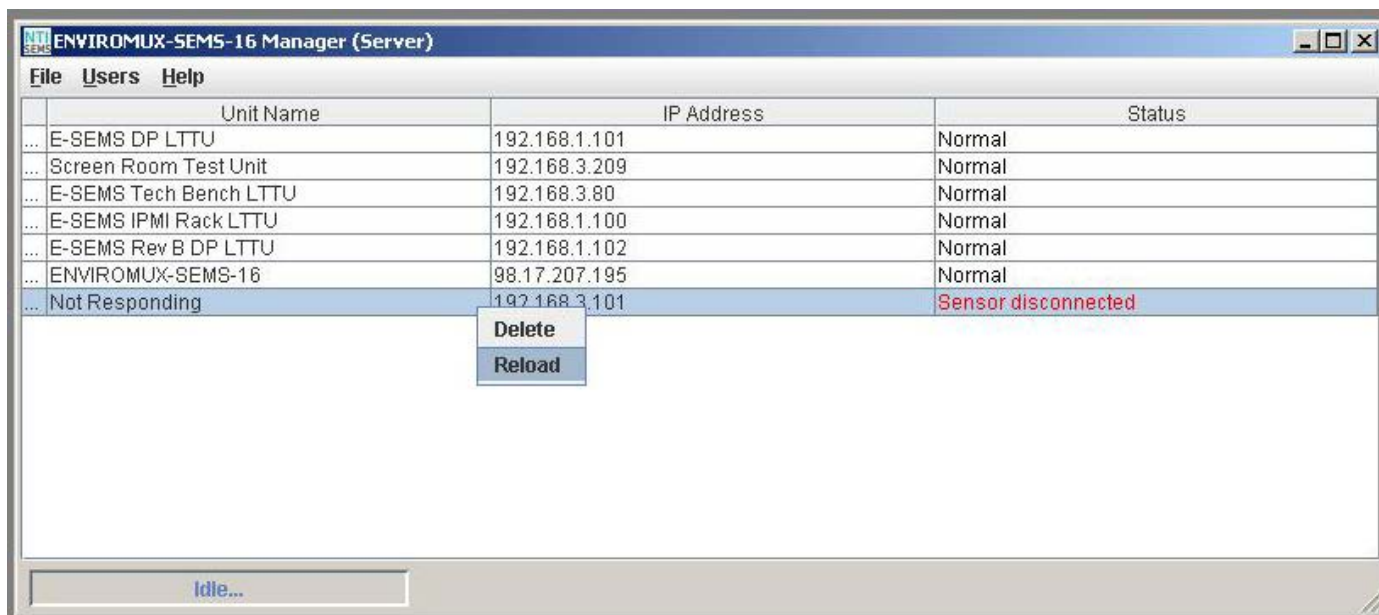 NTI SEMS ENVIROMUX-SEMS-16 Manager (Server)
File Users Help
Unit Name IP Address Status
... E-SEMS DP LTTU 192.168.1.101 Normal
... Screen Room Test Unit 192.168.3.209 Normal
... E-SEMS Tech Bench LTTU 192.168.3.80 Normal
... E-SEMS IPMI Rack LTTU 192.168.1.100 Normal
... E-SEMS Rev B DP LTTU 192.168.1.102 Normal
... ENVIROMUX-SEMS-16 98.17.207.195 Normal
... Not Responding 192.168.3.101 Sensor disconnected
Delete
Reload
Idle...